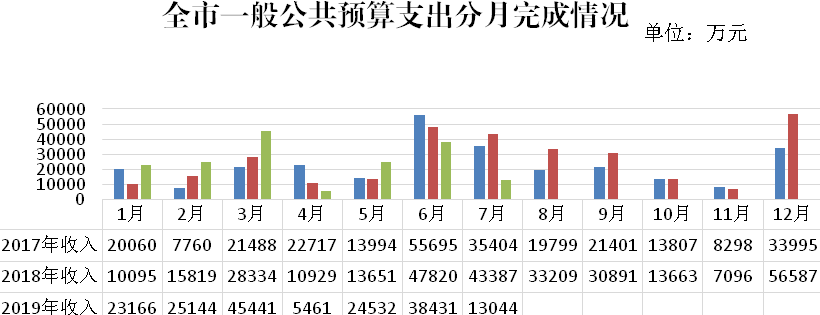 全市一般公共预算支出分月完成情况
单位：万元
60000
50000
40000
30000
20000
10000
0
1月 2月 3月 4月 5月 6月 7月 8月 9月 10月 11月 12月
2017年收入 20060 7760 21488 22717 13994 55695 35404 19799 21401 13807 8298 33995
2018年收入 10095 15819 28334 10929 13651 47820 43387 33209 30891 13663 7096 56587
2019年收入 23166 25144 45441 5461 24532 38431 13044